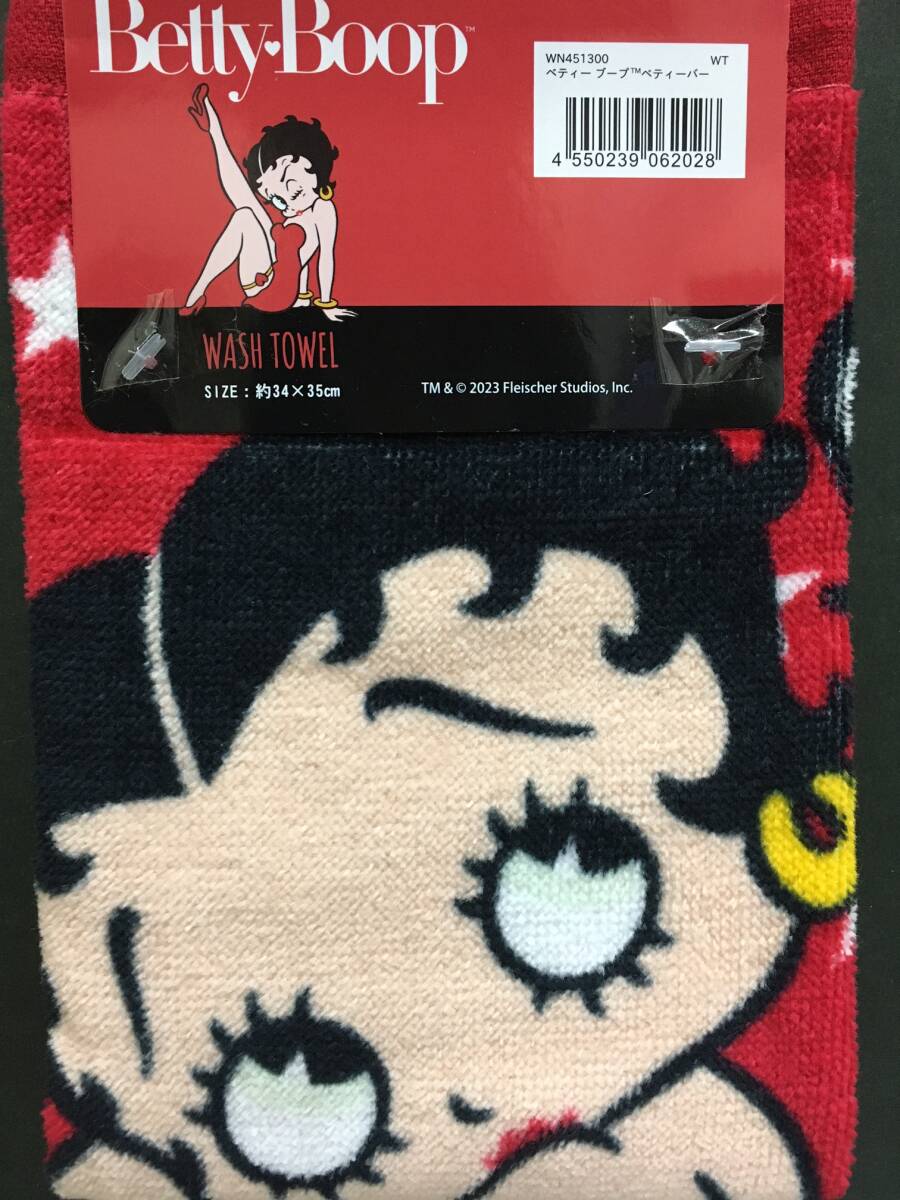 Betty♥Boop™
WN451300 WT
ベティー ブープ™ベティーバー
4 550239 062028
WASH TOWEL
SIZE : 約34×35cm
TM & © 2023 Fleischer Studios, Inc.